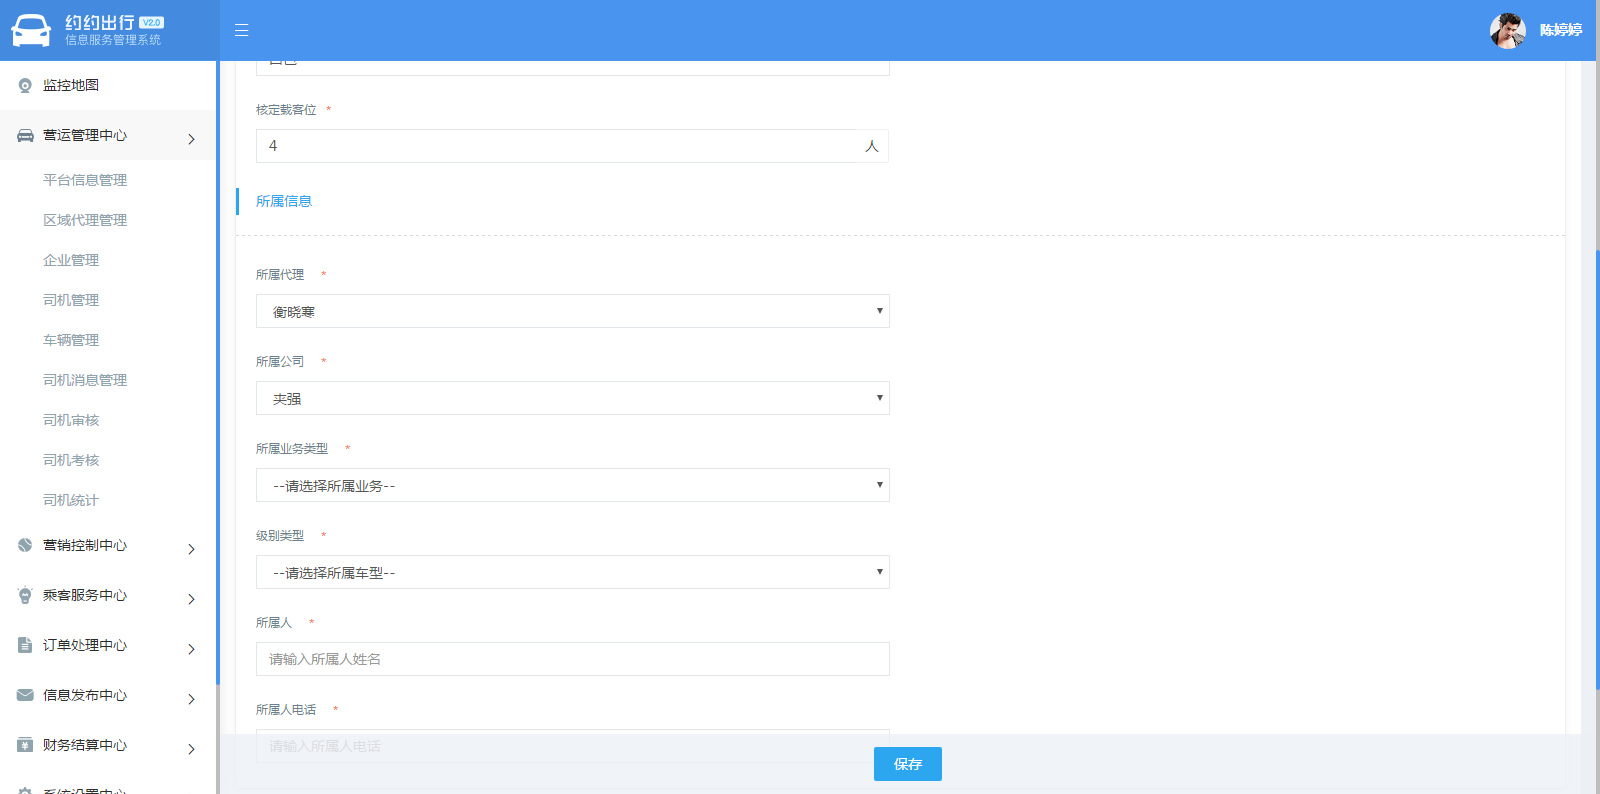 约约出行 V2.0
信息服务管理系统
陈婷婷
监控地图
营运管理中心
平台信息管理
区域代理管理
企业管理
司机管理
车辆管理
司机消息管理
司机审核
司机考核
司机统计
营销控制中心
乘客服务中心
订单处理中心
信息发布中心
财务结算中心
系统设置中心
白色
核定载客位 *
4 人
所属信息
所属代理 *
衡晓寒
所属公司 *
夹强
所属业务类型 *
--请选择所属业务--
级别类型 *
--请选择所属车型--
所属人 *
请输入所属人姓名
所属人电话 *
请输入所属人电话
保存